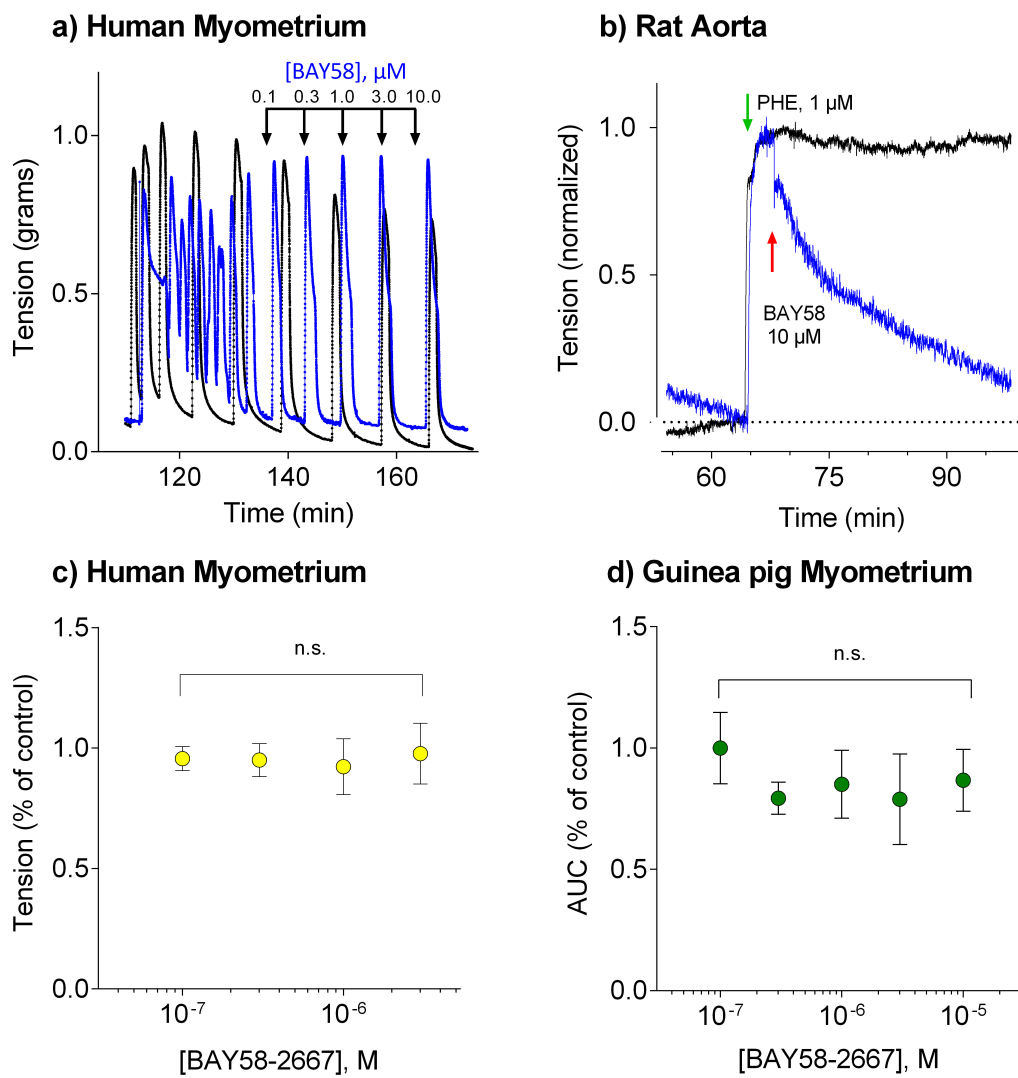 a) Human Myometrium
[BAY58], µM
0.1 0.3 1.0 3.0 10.0
Tension (grams)
1.0
0.5
0.0
120 140 160
Time (min)
b) Rat Aorta
PHE, 1 µM
BAY58
10 µM
Tension (normalized)
1.0
0.5
0.0
60 75 90
Time (min)
c) Human Myometrium
n.s.
Tension (% of control)
1.5
1.0
0.5
0.0
10⁻⁷ 10⁻⁶
[BAY58-2667], M
d) Guinea pig Myometrium
n.s.
AUC (% of control)
1.5
1.0
0.5
0.0
10⁻⁷ 10⁻⁶ 10⁻⁵
[BAY58-2667], M